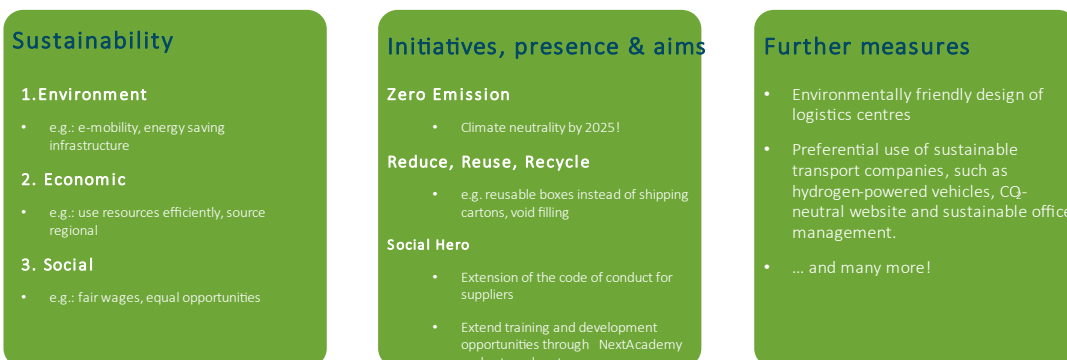 Sustainability
1.Environment
• e.g.: e-mobility, energy saving
infrastructure
2. Economic
• e.g.: use resources efficiently, source
regional
3. Social
• e.g.: fair wages, equal opportunities
Initiatives, presence & aims
Zero Emission
• Climate neutrality by 2025!
Reduce, Reuse, Recycle
• e.g. reusable boxes instead of shipping
cartons, void filling
Social Hero
• Extension of the code of conduct for
suppliers
• Extend training and development
opportunities through NextAcademy
Further measures
• Environmentally friendly design of
logistics centres
• Preferential use of sustainable
transport companies, such as
hydrogen-powered vehicles, CO₂-
neutral website and sustainable office
management.
• … and many more!